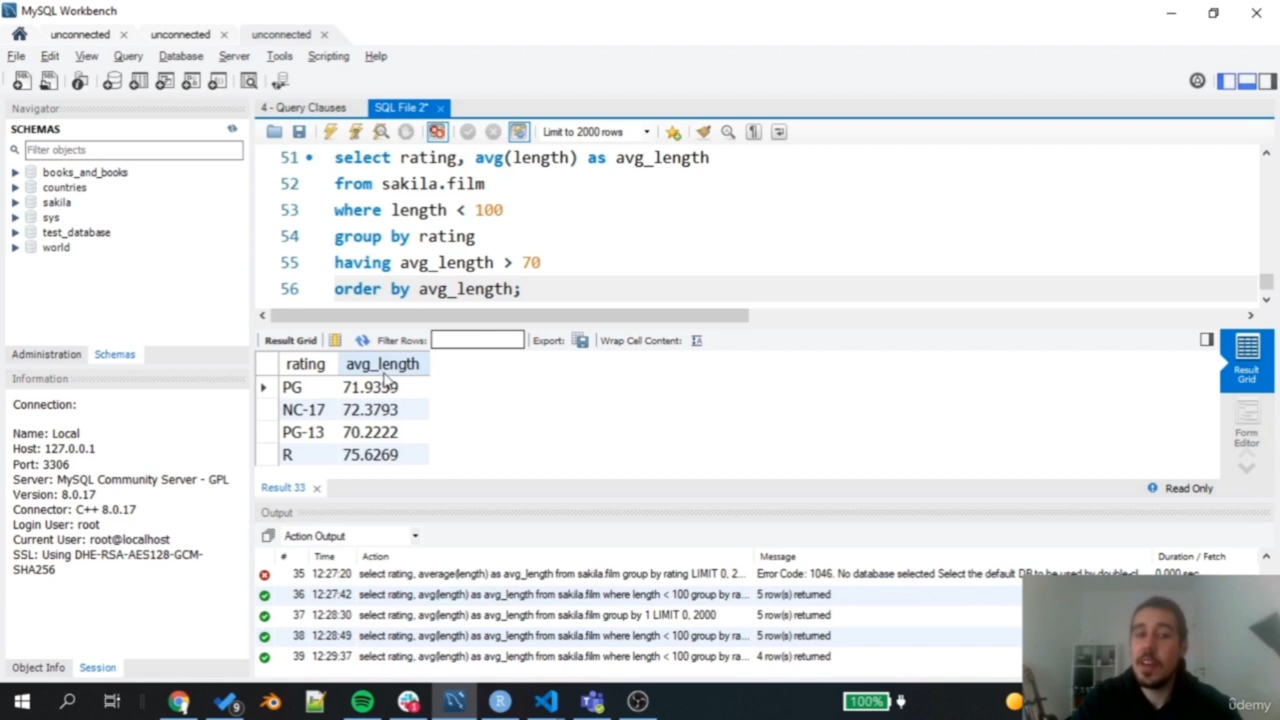 MySQL Workbench
unconnected × unconnected × unconnected ×
File Edit View Query Database Server Tools Scripting Help
Navigator
SCHEMAS
Filter objects
books_and_books
countries
sakila
sys
test_database
world
Administration Schemas
Information
Connection:
Name: Local
Host: 127.0.0.1
Port: 3306
Server: MySQL Community Server - GPL
Version: 8.0.17
Connector: C++ 8.0.17
Login User: root
Current User: root@localhost
SSL: Using DHE-RSA-AES128-GCM-
SHA256
Object Info Session
4 - Query Clauses SQL File 2* ×
Limit to 2000 rows
51 select rating, avg(length) as avg_length
52 from sakila.film
53 where length < 100
54 group by rating
55 having avg_length > 70
56 order by avg_length;
Result Grid Filter Rows: Export: Wrap Cell Content:
rating avg_length
PG 71.9359
NC-17 72.3793
PG-13 70.2222
R 75.6269
Result Grid
Form Editor
Result 33 × Read Only
Output
Action Output
# Time Action Message Duration / Fetch
35 12:27:20 select rating, average(length) as avg_length from sakila.film group by rating LIMIT 0, 2... Error Code: 1046. No database selected Select the default DB to be used by double-cl 0.000 sec
36 12:27:42 select rating, avg(length) as avg_length from sakila.film where length < 100 group by ra... 5 row(s) returned
37 12:28:30 select rating, avg(length) as avg_length from sakila.film group by 1 LIMIT 0, 2000 5 row(s) returned
38 12:28:49 select rating, avg(length) as avg_length from sakila.film where length < 100 group by ra... 5 row(s) returned
39 12:29:37 select rating, avg(length) as avg_length from sakila.film where length < 100 group by ra... 4 row(s) returned
9 R 100%
ûdemy